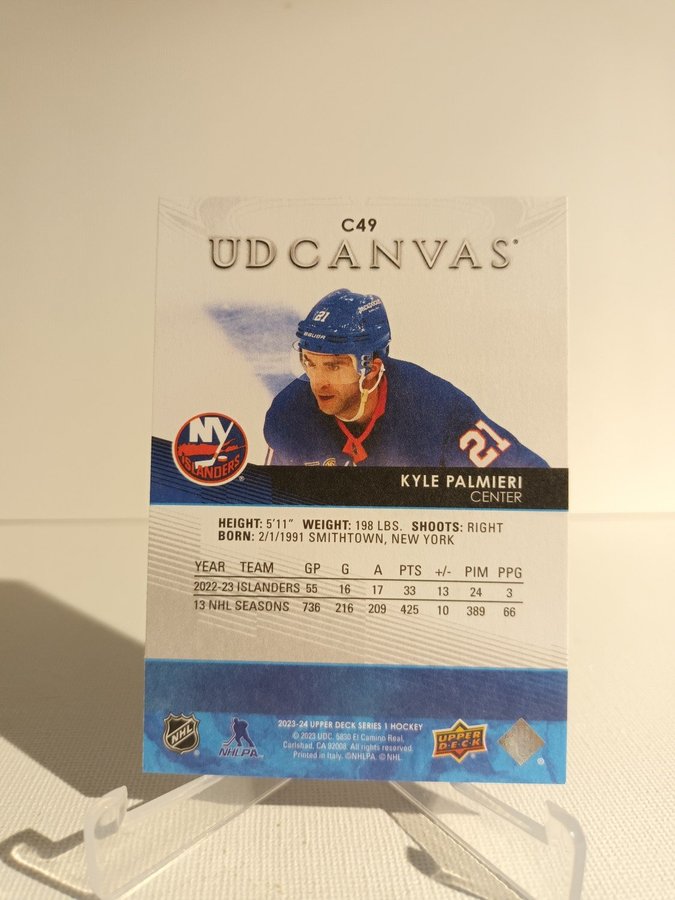 C49
UD CANVAS
21
BAUER
21
NY
ISLANDERS
KYLE PALMIERI
CENTER
HEIGHT: 5'11" WEIGHT: 198 LBS. SHOOTS: RIGHT
BORN: 2/1/1991 SMITHTOWN, NEW YORK
YEAR TEAM GP G A PTS +/- PIM PPG
2022-23 ISLANDERS 55 16 17 33 13 24 3
13 NHL SEASONS 736 216 209 425 10 389 66
NHL
NHLPA
2023-24 UPPER DECK SERIES 1 HOCKEY
© 2023 UDC. 5830 El Camino Real,
Carlsbad, CA 92008. All rights reserved.
Printed in Italy. ©NHLPA. ©NHL
UPPER
DECK